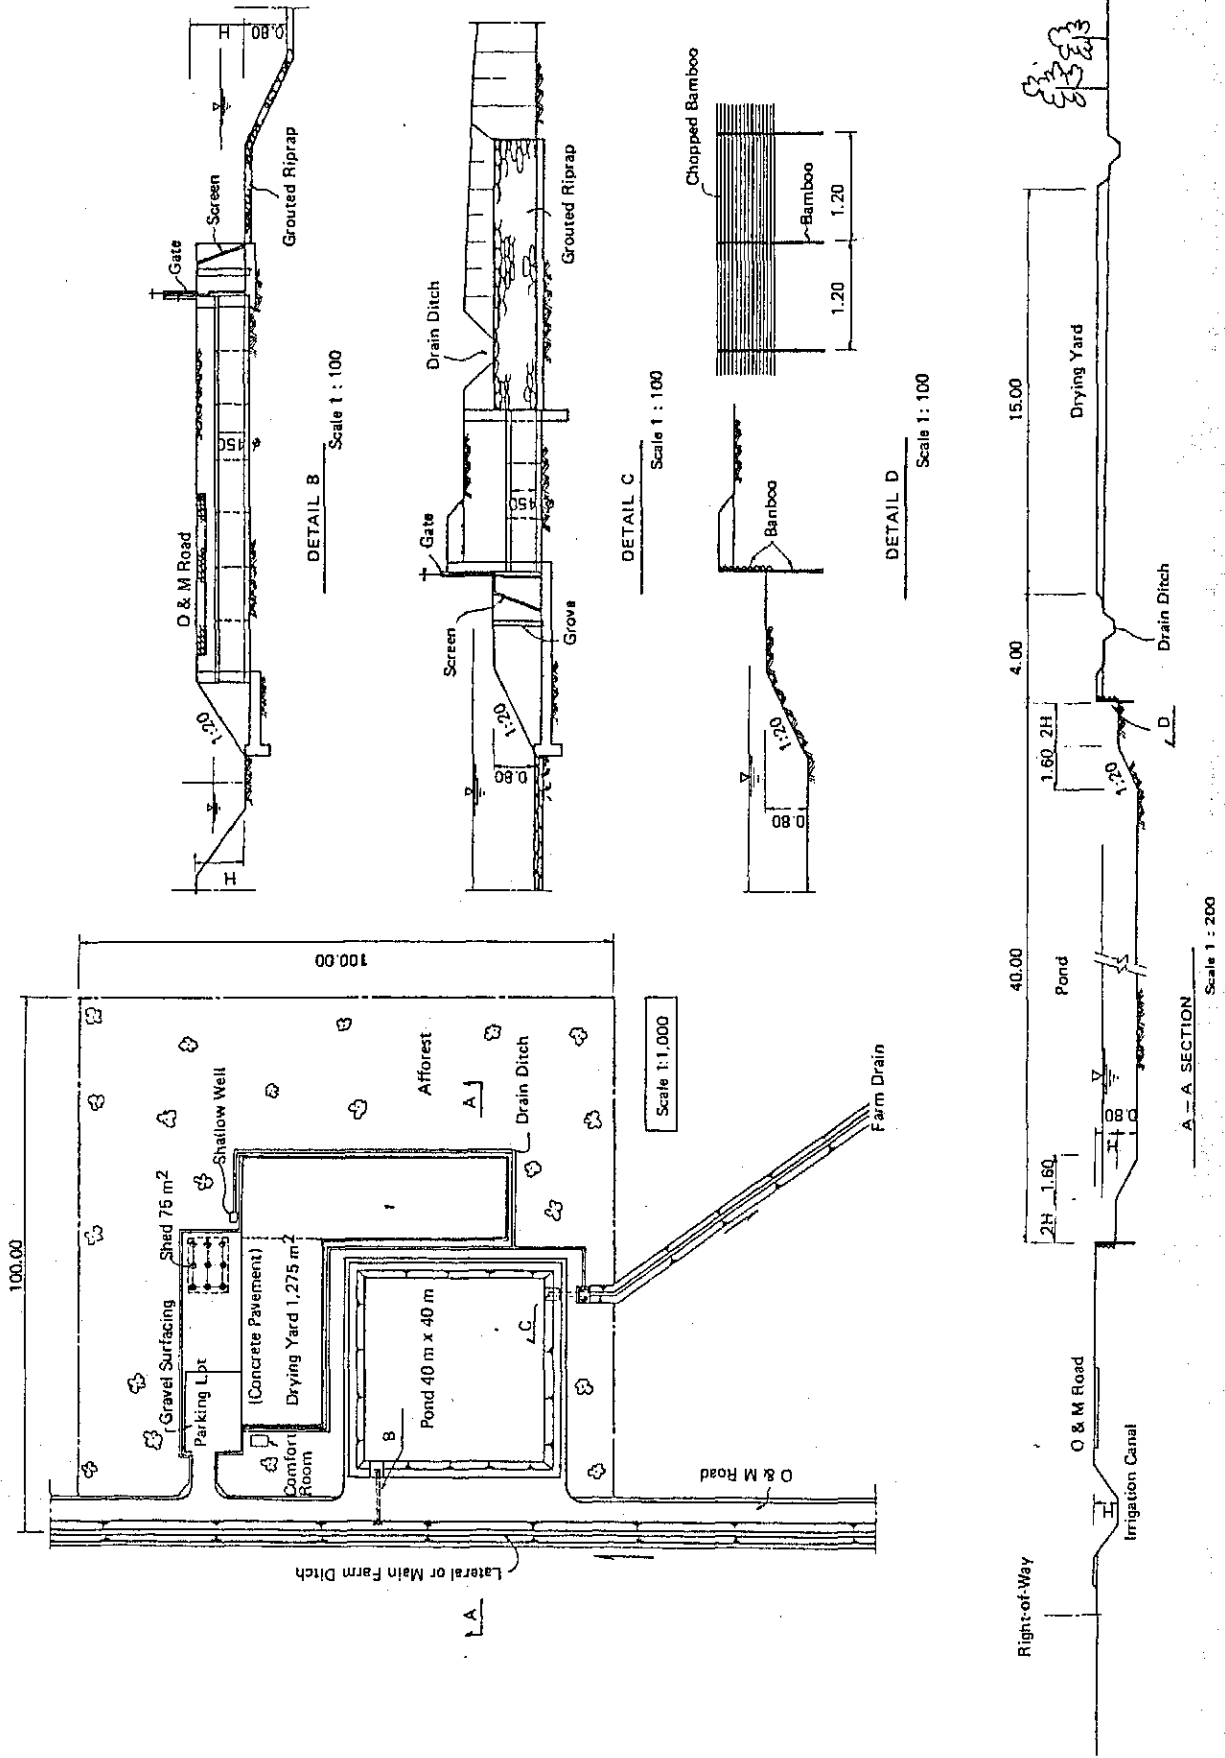 100.00
100.00
Gravel Surfacing
Parking Lot
Shed 75 m²
Shallow Well
(Concrete Pavement)
Drying Yard 1,275 m²
Comfort
Room
Pond 40 m x 40 m
Afforest
Drain Ditch
A
A
B
C
O & M Road
Lateral or Main Farm Ditch
Farm Drain
Scale 1:1,000
O & M Road
Gate
Screen
Grouted Riprap
H
H
0.80
450
1:20
DETAIL B
Scale 1 : 100
Gate
Screen
Grove
Drain Ditch
Grouted Riprap
450
1:20
0.80
DETAIL C
Scale 1 : 100
Chopped Bamboo
Bamboo
1.20
1.20
Banboo
1:20
0.80
DETAIL D
Scale 1 : 100
Right-of-Way
Irrigation Canal
H
O & M Road
2H
1.60
H
0.80
40.00
Pond
1.60
2H
1:20
D
4.00
Drain Ditch
15.00
Drying Yard
A – A SECTION
Scale 1 : 200